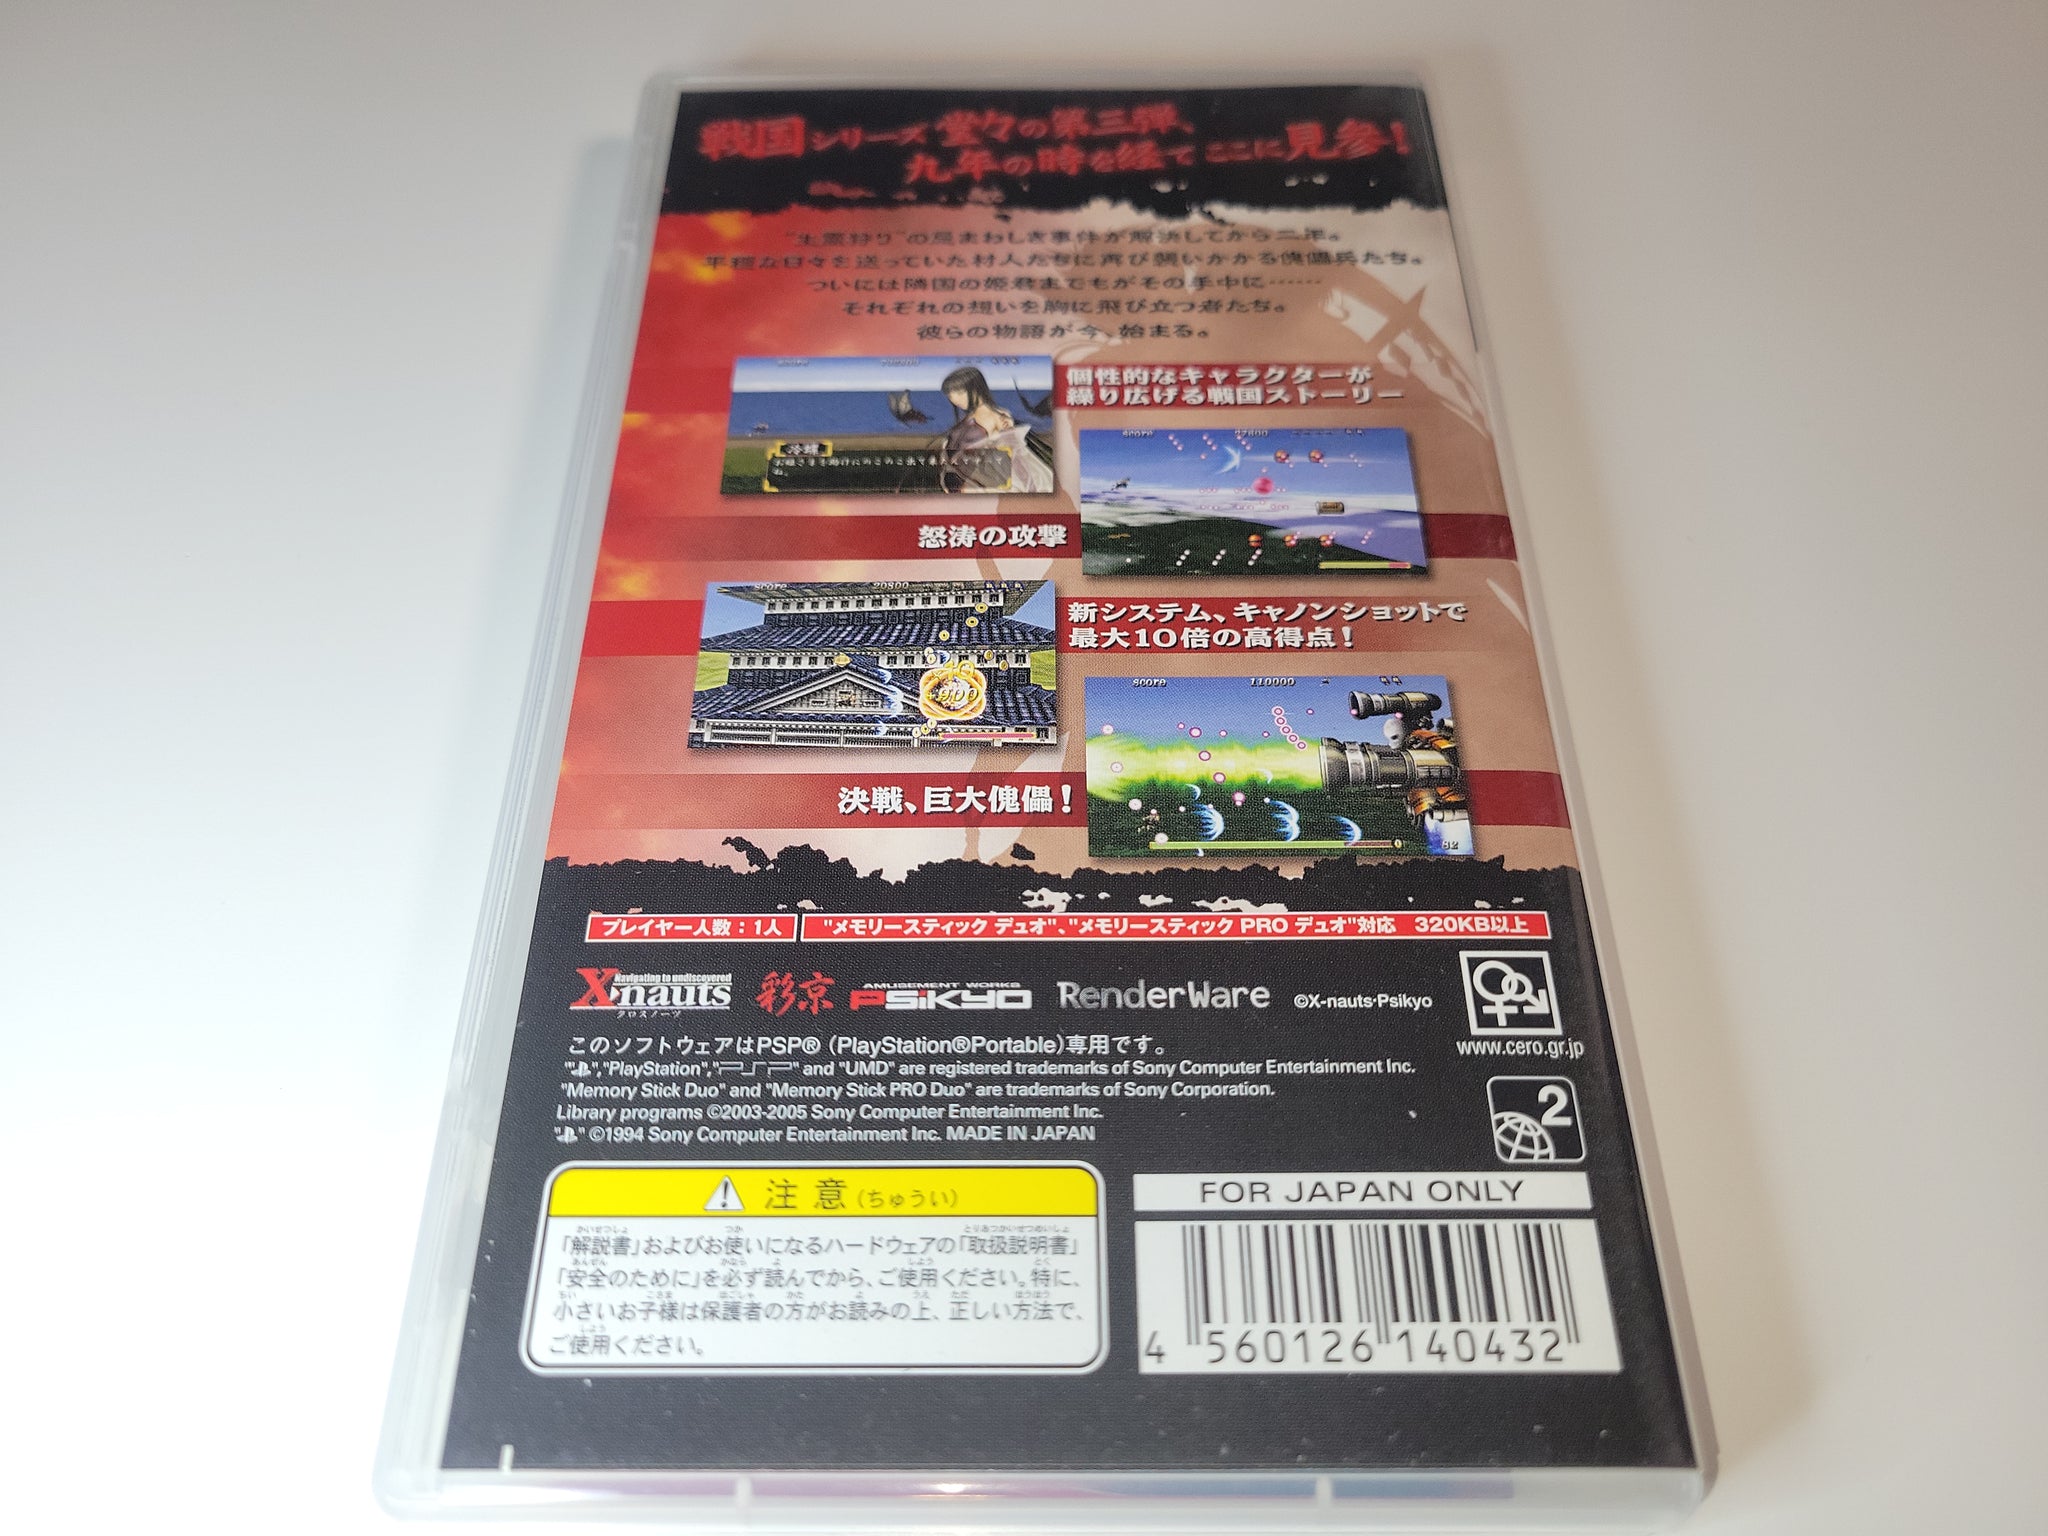 戦国シリーズ 堂々の第三弾、
九年の時を経て ここに見参！
"生霊狩り"の忌まわしき事件が解決してから二年。
平穏な日々を送っていた村人たちに再び襲いかかる傀儡兵たち。
ついには隣国の姫君までもがその手中に……
それぞれの想いを胸に飛び立つ者たち。
彼らの物語が今、始まる。
個性的なキャラクターが
繰り広げる戦国ストーリー
score
冷蝶
score 27800
怒涛の攻撃
score 20800
+900
新システム、キャノンショットで
最大10倍の高得点！
score 110000
82
決戦、巨大傀儡！
プレイヤー人数：1人
"メモリースティック デュオ"、"メモリースティック PRO デュオ"対応 320KB以上
Navigating to undiscovered
X-nauts
クロスノーツ
彩京
AMUSEMENT WORKS
PSiKYO
RenderWare
©X-nauts・Psikyo
www.cero.gr.jp
このソフトウェアはPSP®（PlayStation®Portable）専用です。
" ","PlayStation","PSP" and "UMD" are registered trademarks of Sony Computer Entertainment Inc.
"Memory Stick Duo" and "Memory Stick PRO Duo" are trademarks of Sony Corporation.
Library programs ©2003-2005 Sony Computer Entertainment Inc.
" " ©1994 Sony Computer Entertainment Inc. MADE IN JAPAN
2
注意（ちゅうい）
「解説書」およびお使いになるハードウェアの「取扱説明書」
「安全のために」を必ず読んでから、ご使用ください。特に、
小さいお子様は保護者の方がお読みの上、正しい方法で、
ご使用ください。
FOR JAPAN ONLY
4 560126 140432